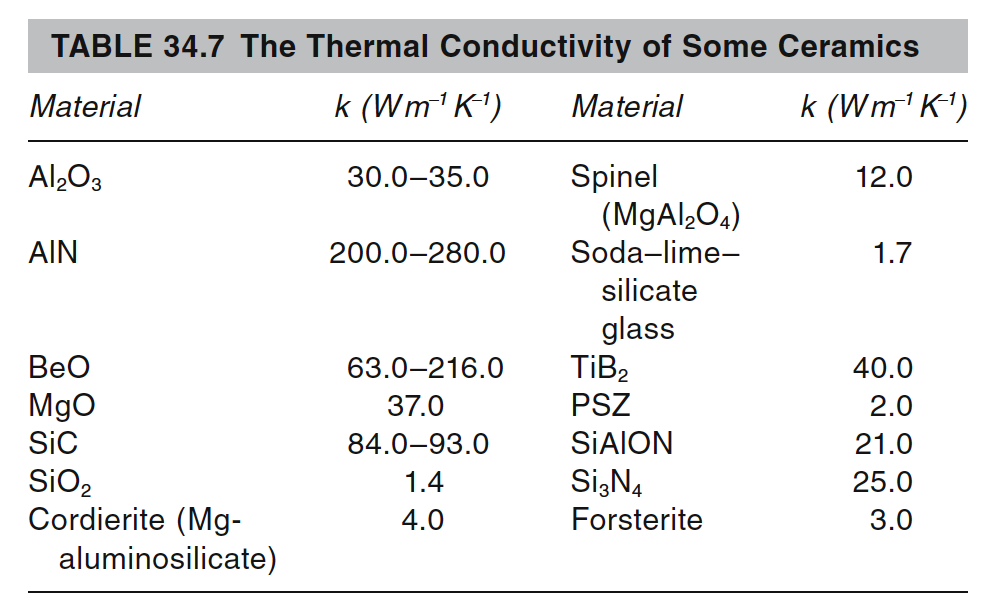 TABLE 34.7 The Thermal Conductivity of Some Ceramics
Material k (W m⁻¹ K⁻¹) Material k (W m⁻¹ K⁻¹)
Al₂O₃ 30.0–35.0 Spinel 12.0
(MgAl₂O₄)
AlN 200.0–280.0 Soda–lime– 1.7
silicate
glass
BeO 63.0–216.0 TiB₂ 40.0
MgO 37.0 PSZ 2.0
SiC 84.0–93.0 SiAlON 21.0
SiO₂ 1.4 Si₃N₄ 25.0
Cordierite (Mg- 4.0 Forsterite 3.0
aluminosilicate)